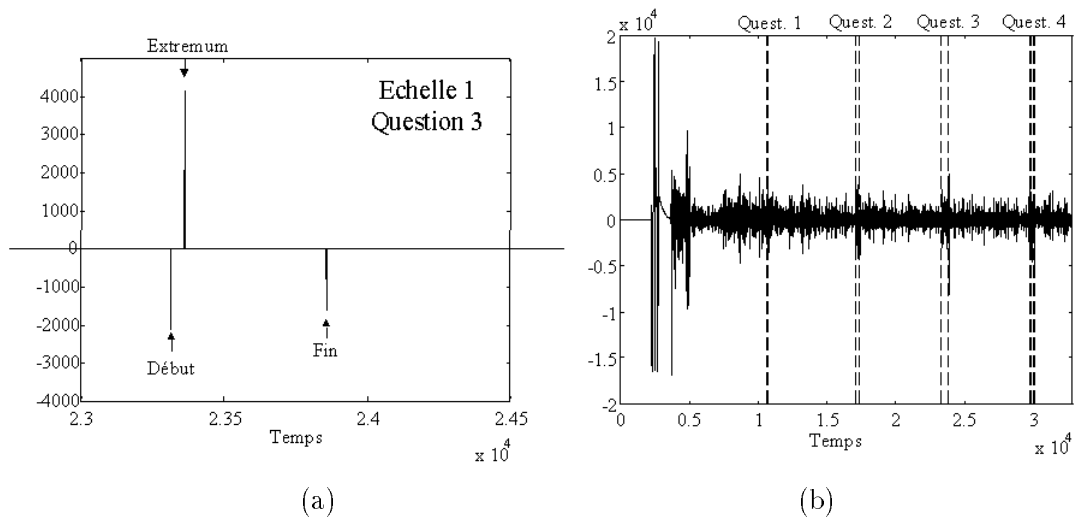 Extremum
Echelle 1
Question 3
4000
3000
2000
1000
0
-1000
-2000
-3000
-4000
Début
Fin
2.3
2.35
2.4
2.45
Temps
x 10^4
(a)
x 10^4
Quest. 1
Quest. 2
Quest. 3
Quest. 4
2
1.5
1
0.5
0
-0.5
-1
-1.5
-2
0
0.5
1
1.5
2
2.5
3
Temps
x 10^4
(b)